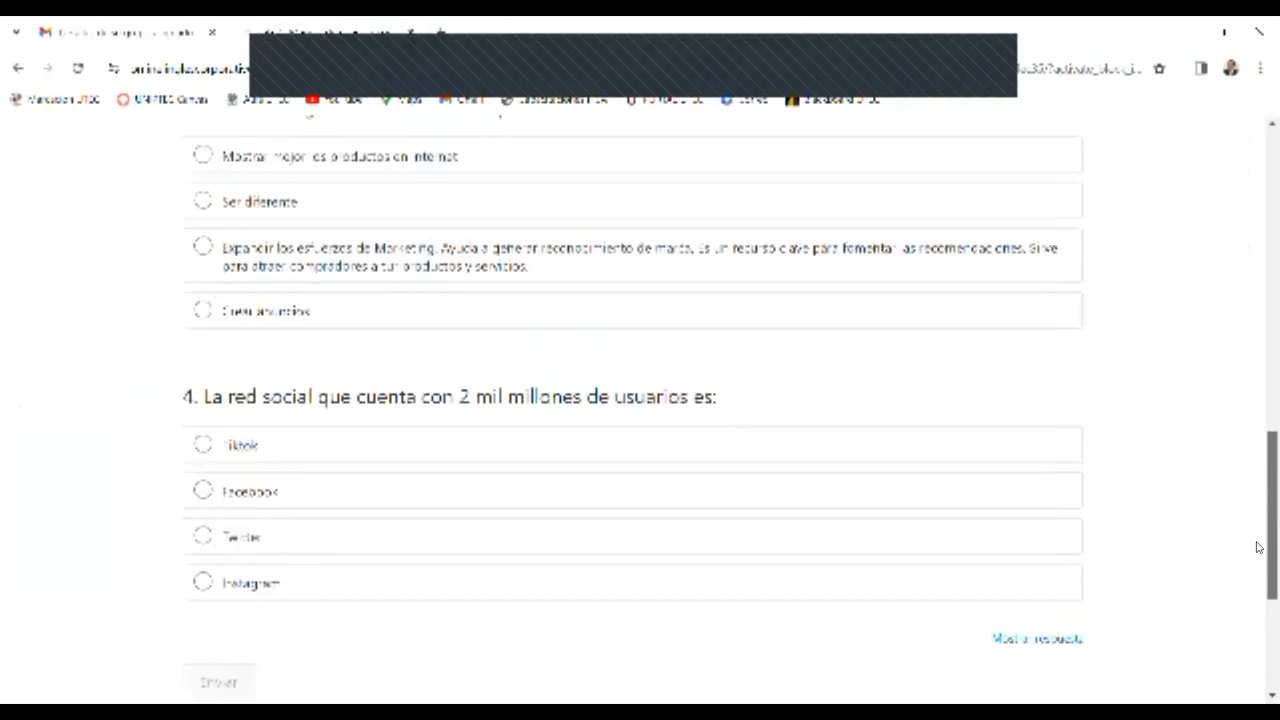 Mostrar mejor los productos en internet
Ser diferente
Expandir los esfuerzos de Marketing. Ayuda a generar reconocimiento de marca. Es un recurso clave para fomentar las recomendaciones. Sirve
para atraer compradores a tus productos y servicios.
Crear anuncios
4. La red social que cuenta con 2 mil millones de usuarios es:
Tiktok
Facebook
Twitter
Instagram
Mostrar respuesta
Enviar